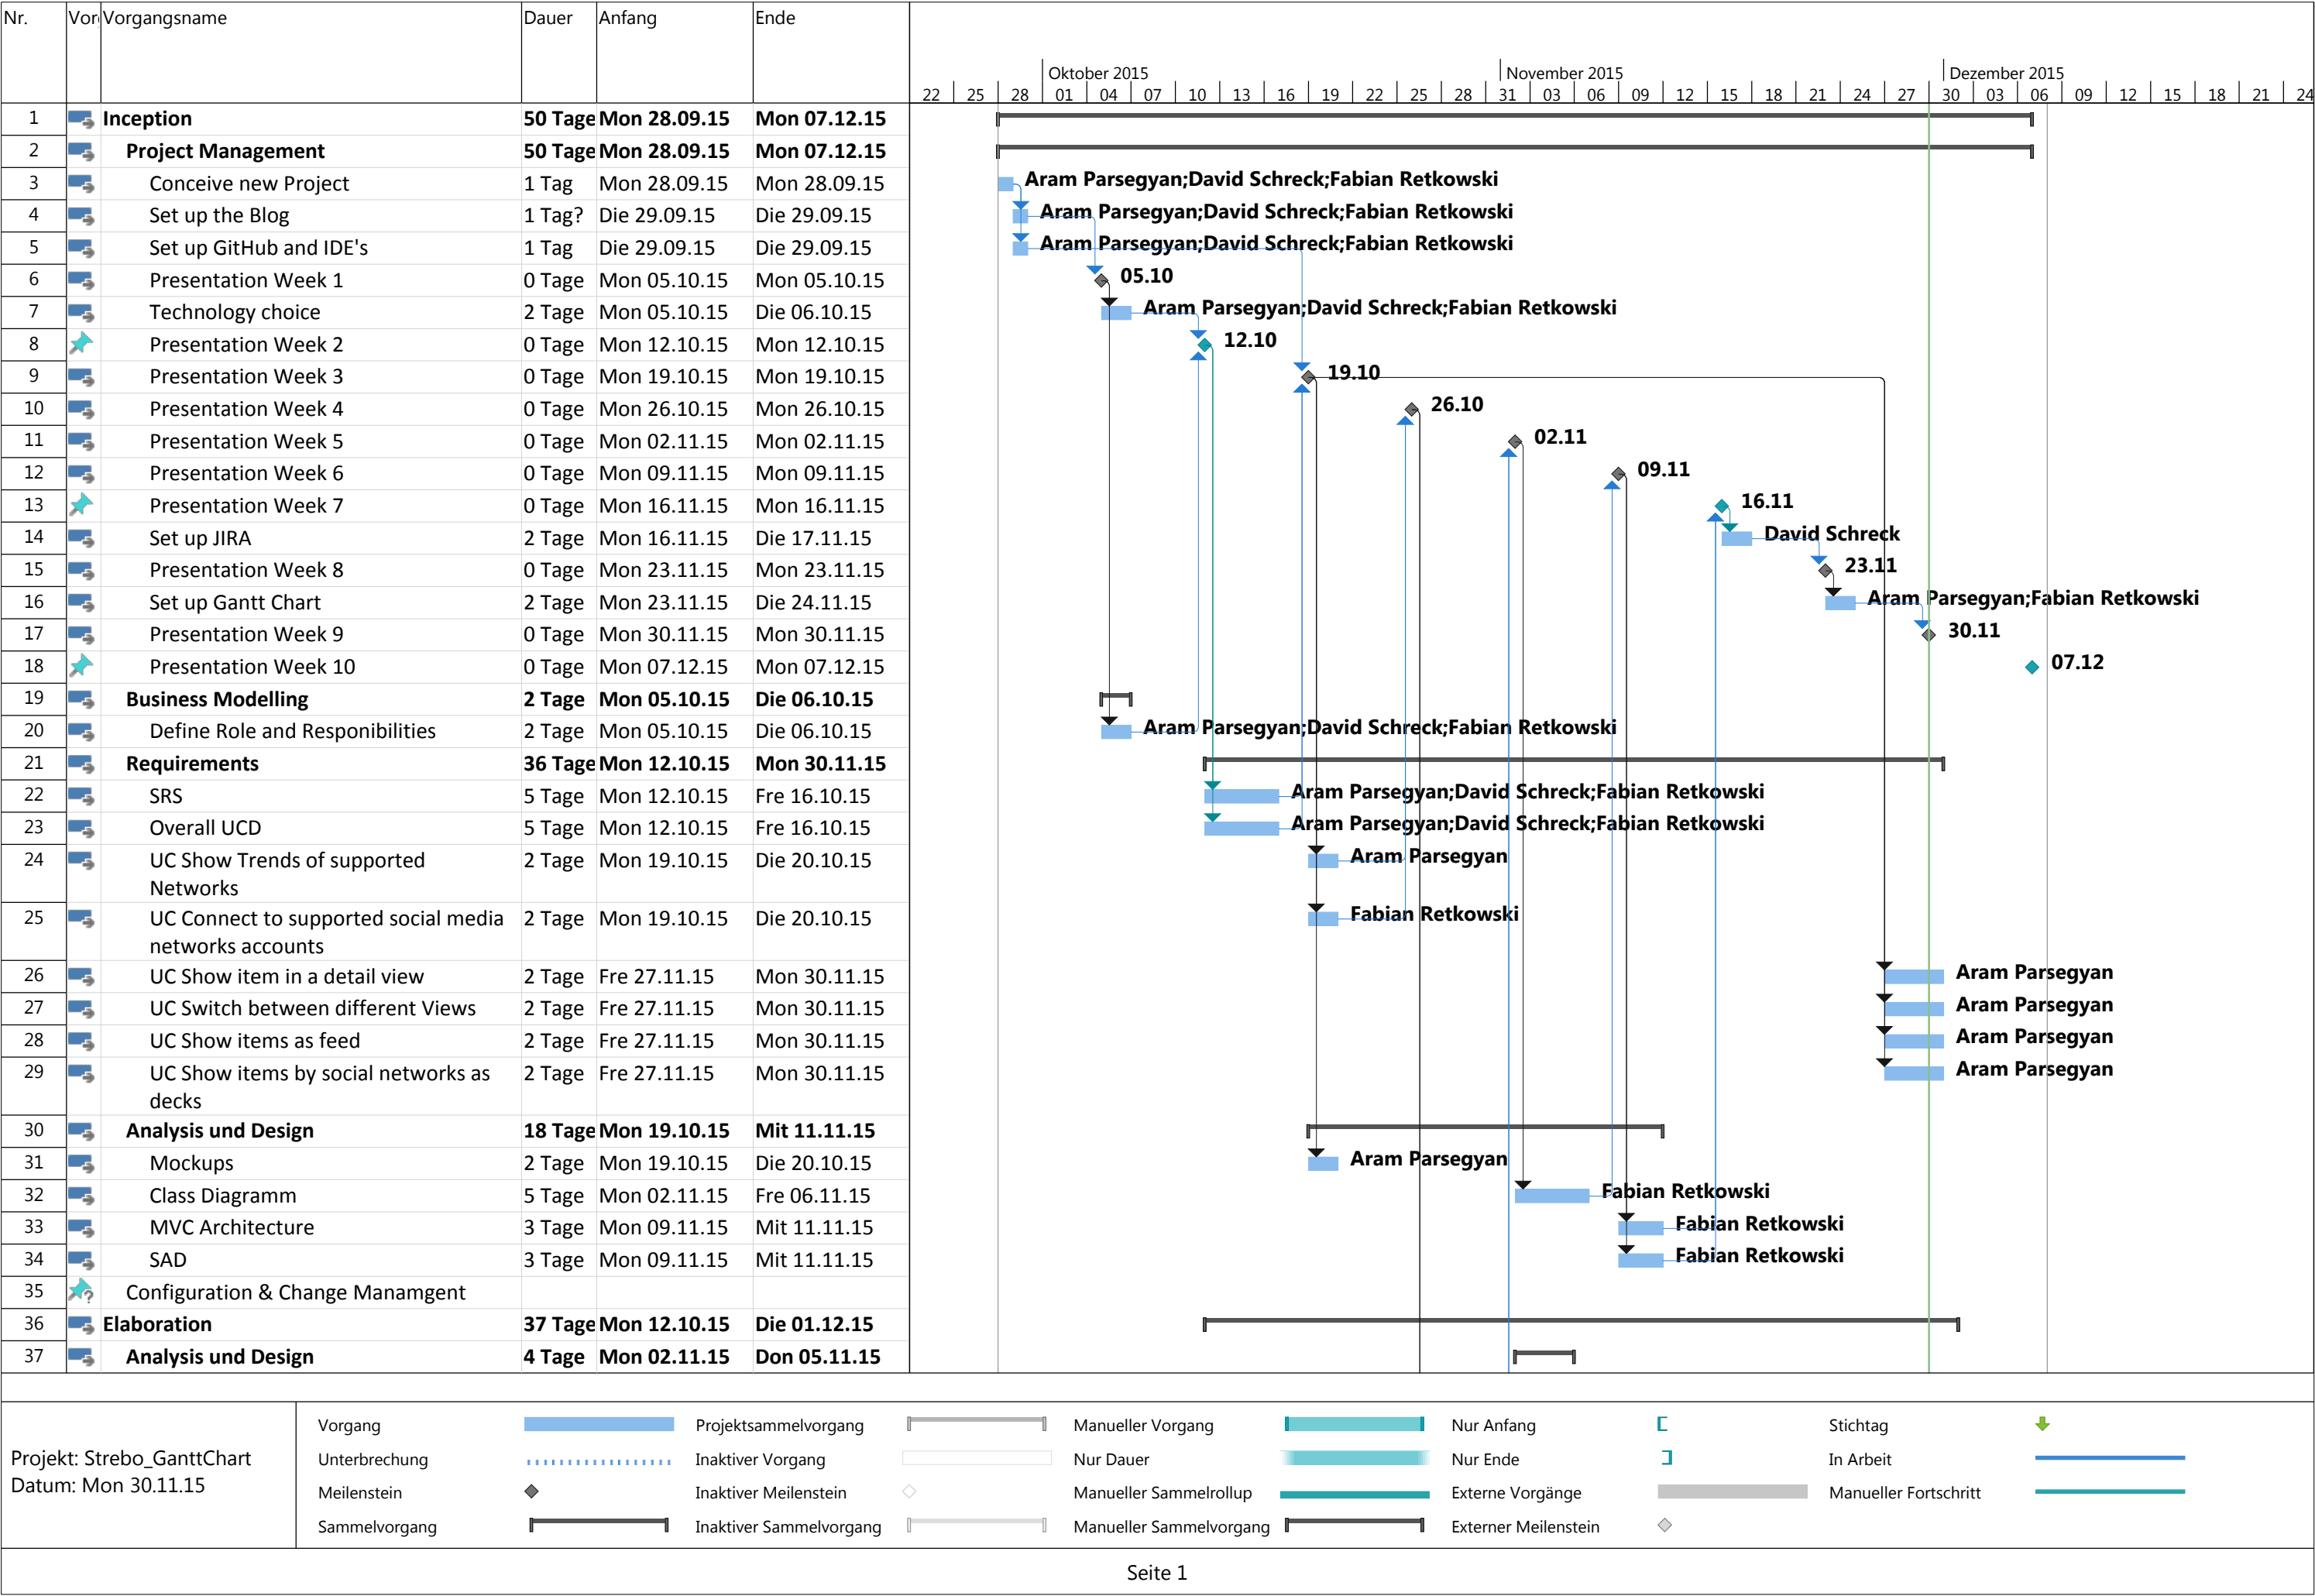 Nr. Vor Vorgangsname Dauer Anfang Ende
Oktober 2015 November 2015 Dezember 2015
22 25 28 01 04 07 10 13 16 19 22 25 28 31 03 06 09 12 15 18 21 24 27 30 03 06 09 12 15 18 21 24
1 Inception 50 Tage Mon 28.09.15 Mon 07.12.15
2 Project Management 50 Tage Mon 28.09.15 Mon 07.12.15
3 Conceive new Project 1 Tag Mon 28.09.15 Mon 28.09.15 Aram Parsegyan;David Schreck;Fabian Retkowski
4 Set up the Blog 1 Tag? Die 29.09.15 Die 29.09.15 Aram Parsegyan;David Schreck;Fabian Retkowski
5 Set up GitHub and IDE's 1 Tag Die 29.09.15 Die 29.09.15 Aram Parsegyan;David Schreck;Fabian Retkowski
6 Presentation Week 1 0 Tage Mon 05.10.15 Mon 05.10.15 05.10
7 Technology choice 2 Tage Mon 05.10.15 Die 06.10.15 Aram Parsegyan;David Schreck;Fabian Retkowski
8 Presentation Week 2 0 Tage Mon 12.10.15 Mon 12.10.15 12.10
9 Presentation Week 3 0 Tage Mon 19.10.15 Mon 19.10.15 19.10
10 Presentation Week 4 0 Tage Mon 26.10.15 Mon 26.10.15 26.10
11 Presentation Week 5 0 Tage Mon 02.11.15 Mon 02.11.15 02.11
12 Presentation Week 6 0 Tage Mon 09.11.15 Mon 09.11.15 09.11
13 Presentation Week 7 0 Tage Mon 16.11.15 Mon 16.11.15 16.11
14 Set up JIRA 2 Tage Mon 16.11.15 Die 17.11.15 David Schreck
15 Presentation Week 8 0 Tage Mon 23.11.15 Mon 23.11.15 23.11
16 Set up Gantt Chart 2 Tage Mon 23.11.15 Die 24.11.15 Aram Parsegyan;Fabian Retkowski
17 Presentation Week 9 0 Tage Mon 30.11.15 Mon 30.11.15 30.11
18 Presentation Week 10 0 Tage Mon 07.12.15 Mon 07.12.15 07.12
19 Business Modelling 2 Tage Mon 05.10.15 Die 06.10.15
20 Define Role and Responibilities 2 Tage Mon 05.10.15 Die 06.10.15 Aram Parsegyan;David Schreck;Fabian Retkowski
21 Requirements 36 Tage Mon 12.10.15 Mon 30.11.15
22 SRS 5 Tage Mon 12.10.15 Fre 16.10.15 Aram Parsegyan;David Schreck;Fabian Retkowski
23 Overall UCD 5 Tage Mon 12.10.15 Fre 16.10.15 Aram Parsegyan;David Schreck;Fabian Retkowski
24 UC Show Trends of supported 2 Tage Mon 19.10.15 Die 20.10.15 Aram Parsegyan
Networks
25 UC Connect to supported social media 2 Tage Mon 19.10.15 Die 20.10.15 Fabian Retkowski
networks accounts
26 UC Show item in a detail view 2 Tage Fre 27.11.15 Mon 30.11.15 Aram Parsegyan
27 UC Switch between different Views 2 Tage Fre 27.11.15 Mon 30.11.15 Aram Parsegyan
28 UC Show items as feed 2 Tage Fre 27.11.15 Mon 30.11.15 Aram Parsegyan
29 UC Show items by social networks as 2 Tage Fre 27.11.15 Mon 30.11.15 Aram Parsegyan
decks
30 Analysis und Design 18 Tage Mon 19.10.15 Mit 11.11.15
31 Mockups 2 Tage Mon 19.10.15 Die 20.10.15 Aram Parsegyan
32 Class Diagramm 5 Tage Mon 02.11.15 Fre 06.11.15 Fabian Retkowski
33 MVC Architecture 3 Tage Mon 09.11.15 Mit 11.11.15 Fabian Retkowski
34 SAD 3 Tage Mon 09.11.15 Mit 11.11.15 Fabian Retkowski
35 Configuration & Change Manamgent
36 Elaboration 37 Tage Mon 12.10.15 Die 01.12.15
37 Analysis und Design 4 Tage Mon 02.11.15 Don 05.11.15
Projekt: Strebo_GanttChart
Datum: Mon 30.11.15
Vorgang Projektsammelvorgang Manueller Vorgang Nur Anfang Stichtag
Unterbrechung Inaktiver Vorgang Nur Dauer Nur Ende In Arbeit
Meilenstein Inaktiver Meilenstein Manueller Sammelrollup Externe Vorgänge Manueller Fortschritt
Sammelvorgang Inaktiver Sammelvorgang Manueller Sammelvorgang Externer Meilenstein
Seite 1